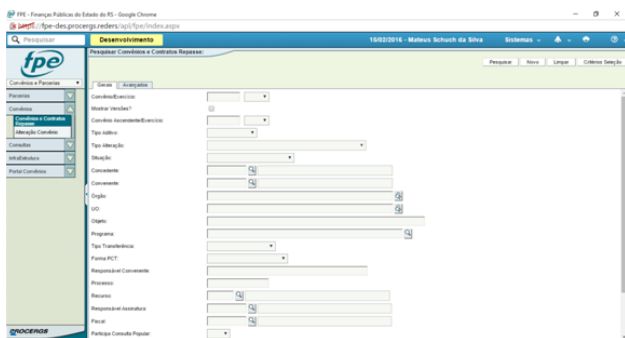 FPE - Finanças Públicas do Estado do RS - Google Chrome
https://fpe-des.procergs.reders/apl/fpe/index.aspx
Pesquisar
Desenvolvimento
15/02/2016 - Mateus Schuch da Silva
Sistemas
fpe
Pesquisar Convênios e Contratos Repasse:
Pesquisar
Novo
Limpar
Critérios Seleção
Convênios e Parcerias
Parcerias
Convênios
Convênios e Contratos Repasse
Alteração Convênio
Consultas
InfraEstrutura
Portal Convênios
Gerais
Avançados
Convênio/Exercício:
Mostrar Versões?
Convênio Ascendente/Exercício:
Tipo Aditivo:
Tipo Alteração:
Situação:
Concedente:
Convenente:
Órgão:
UO:
Objeto:
Programa:
Tipo Transferência:
Forma PCT:
Responsável Convenente:
Processo:
Recurso:
Responsável Assinatura:
Fiscal:
Participa Consulta Popular:
PROCERGS